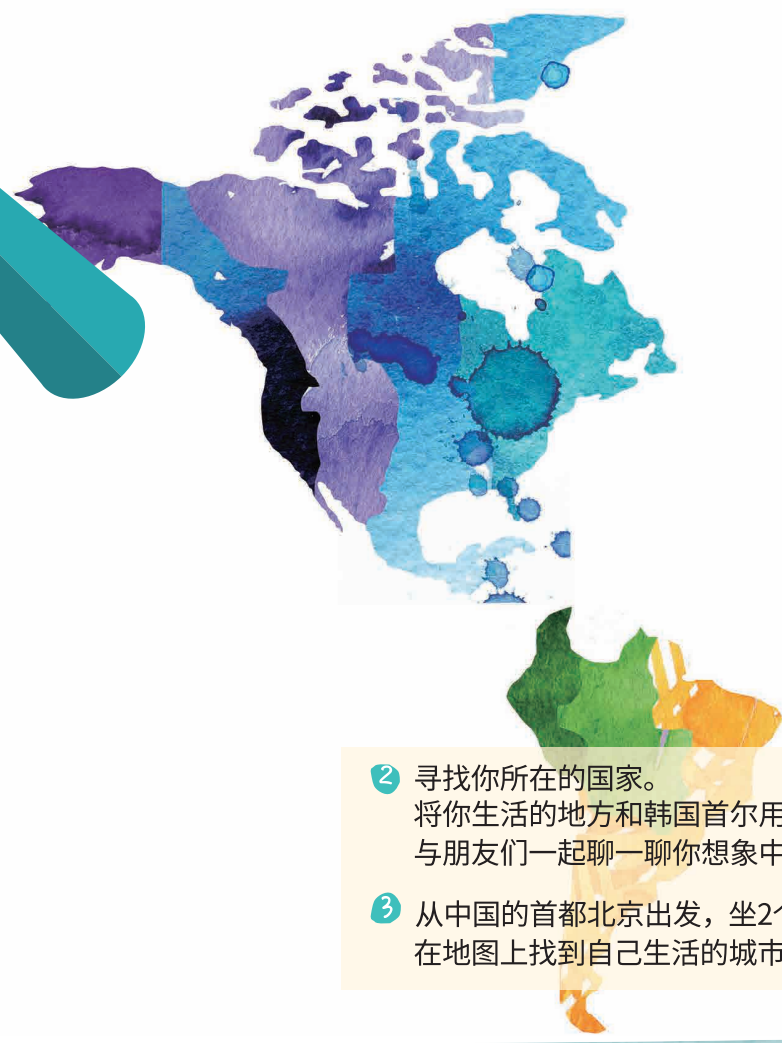 2 寻找你所在的国家。
将你生活的地方和韩国首尔用
与朋友们一起聊一聊你想象中
3 从中国的首都北京出发，坐2
在地图上找到自己生活的城市